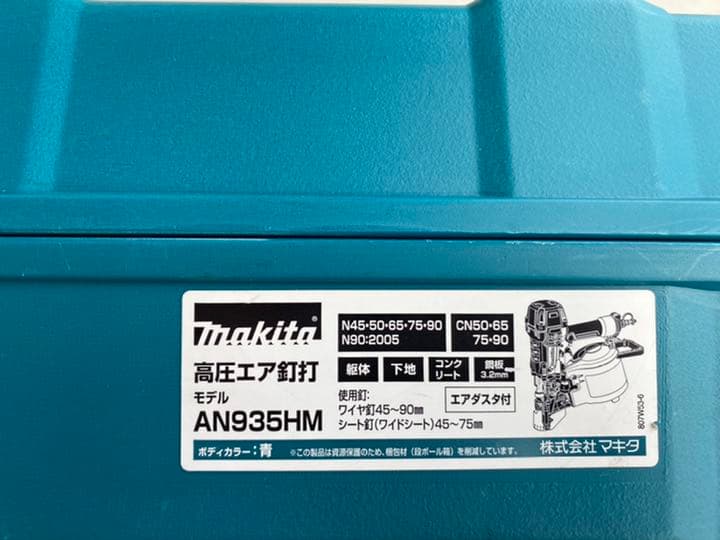 makita
高圧エア釘打
モデル
AN935HM
N45・50・65・75・90
N90:2005
CN50・65
75・90
躯体
下地
コンク
リート
鋼板
3.2mm
使用釘:
ワイヤ釘45～90mm
シート釘(ワイドシート)45～75mm
エアダスタ付
807W53-6
ボディカラー:青
※この製品は資源保護のため、梱包材(段ボール箱)を削減しています。
株式会社マキタ